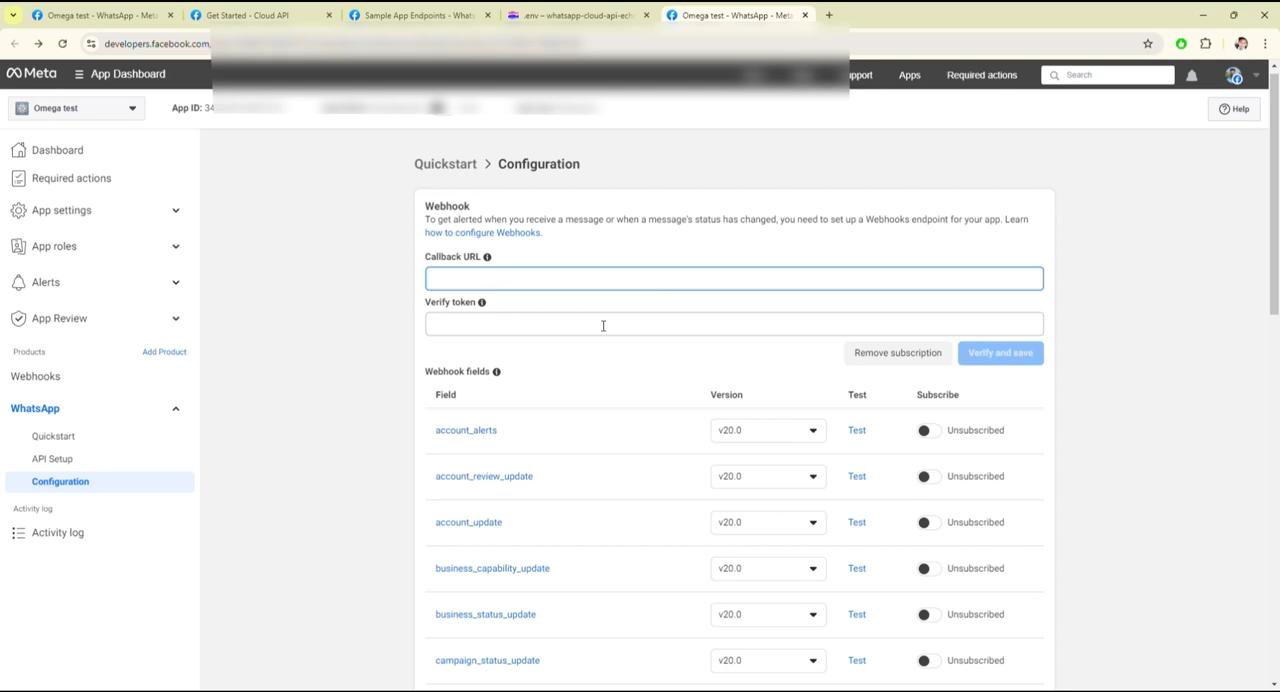 Omega test - WhatsApp - Meta
Get Started - Cloud API
Sample App Endpoints - What
.env – whatsapp-cloud-api-ech
Omega test - WhatsApp - Meta
developers.facebook.com
Meta
App Dashboard
Apps
Required actions
Search
Omega test
App ID: 34
Help
Dashboard
Required actions
App settings
App roles
Alerts
App Review
Products
Add Product
Webhooks
WhatsApp
Quickstart
API Setup
Configuration
Activity log
Activity log
Quickstart > Configuration
Webhook
To get alerted when you receive a message or when a message's status has changed, you need to set up a Webhooks endpoint for your app. Learn
how to configure Webhooks.
Callback URL
Verify token
Remove subscription
Verify and save
Webhook fields
Field Version Test Subscribe
account_alerts v20.0 Test Unsubscribed
account_review_update v20.0 Test Unsubscribed
account_update v20.0 Test Unsubscribed
business_capability_update v20.0 Test Unsubscribed
business_status_update v20.0 Test Unsubscribed
campaign_status_update v20.0 Test Unsubscribed